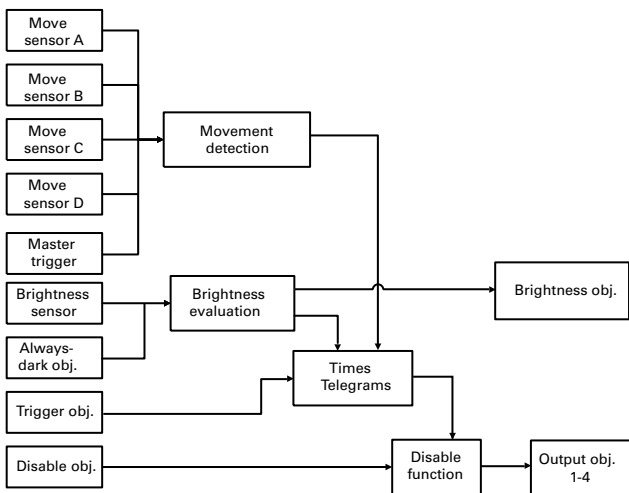 Move
sensor A
Move
sensor B
Move
sensor C
Move
sensor D
Master
trigger
Movement
detection
Brightness
sensor
Brightness
evaluation
Brightness obj.
Always-
dark obj.
Times
Telegrams
Trigger obj.
Disable obj.
Disable
function
Output obj.
1-4